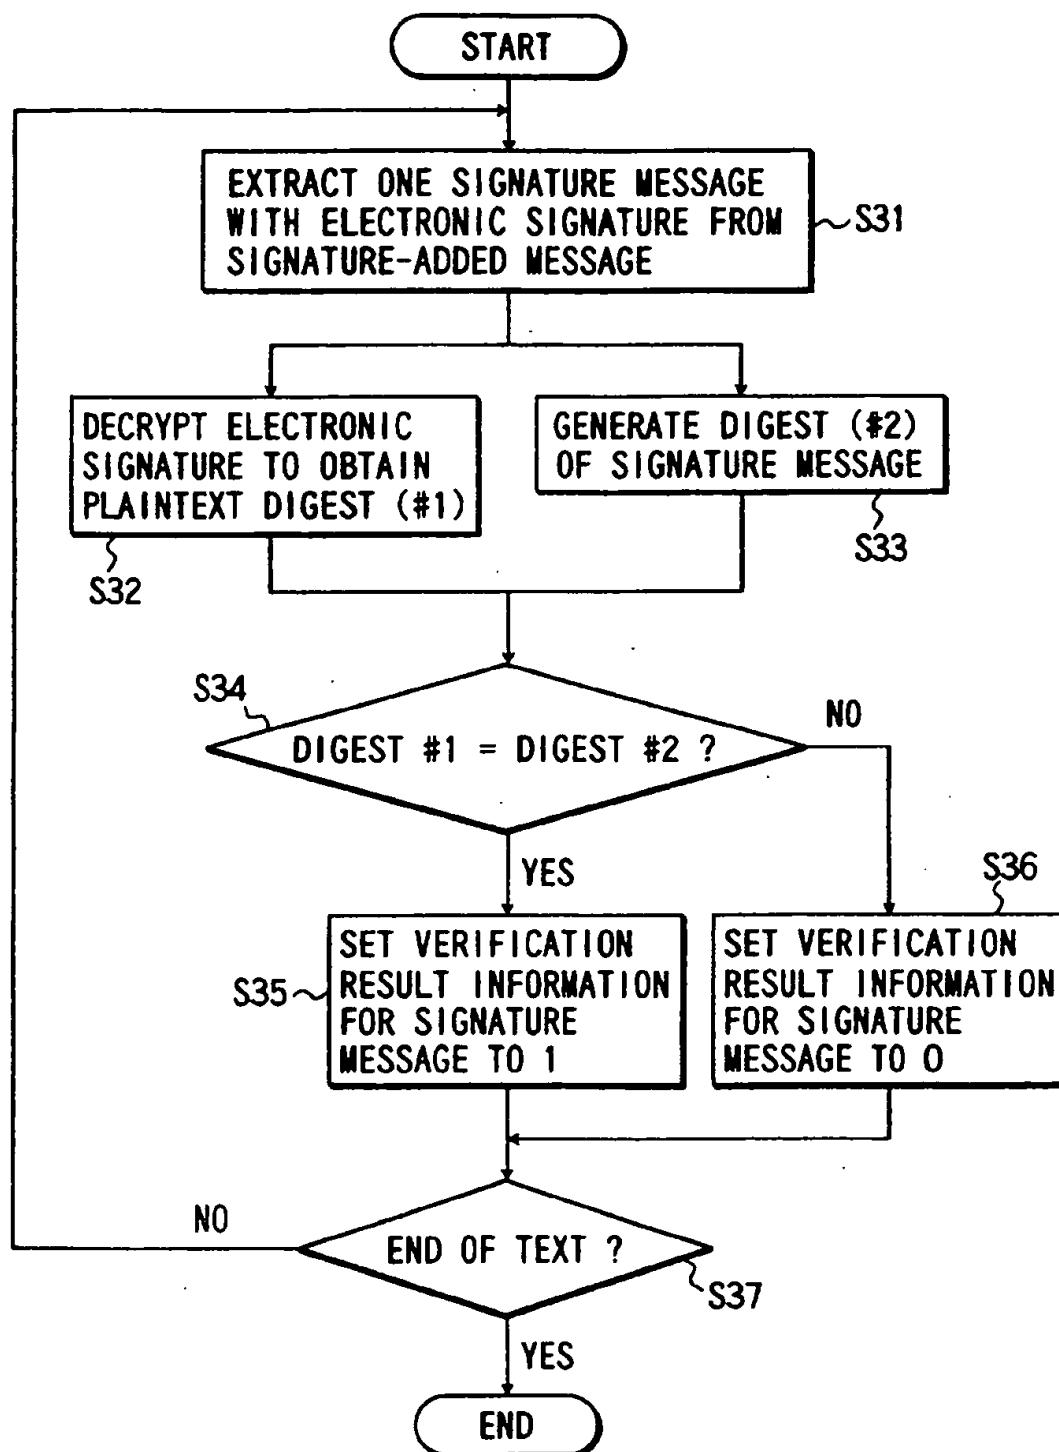 START
EXTRACT ONE SIGNATURE MESSAGE
WITH ELECTRONIC SIGNATURE FROM
SIGNATURE-ADDED MESSAGE
S31
DECRYPT ELECTRONIC
SIGNATURE TO OBTAIN
PLAINTEXT DIGEST (#1)
S32
GENERATE DIGEST (#2)
OF SIGNATURE MESSAGE
S33
S34
DIGEST #1 = DIGEST #2 ?
NO
YES
S35
SET VERIFICATION
RESULT INFORMATION
FOR SIGNATURE
MESSAGE TO 1
S36
SET VERIFICATION
RESULT INFORMATION
FOR SIGNATURE
MESSAGE TO 0
NO
END OF TEXT ?
S37
YES
END